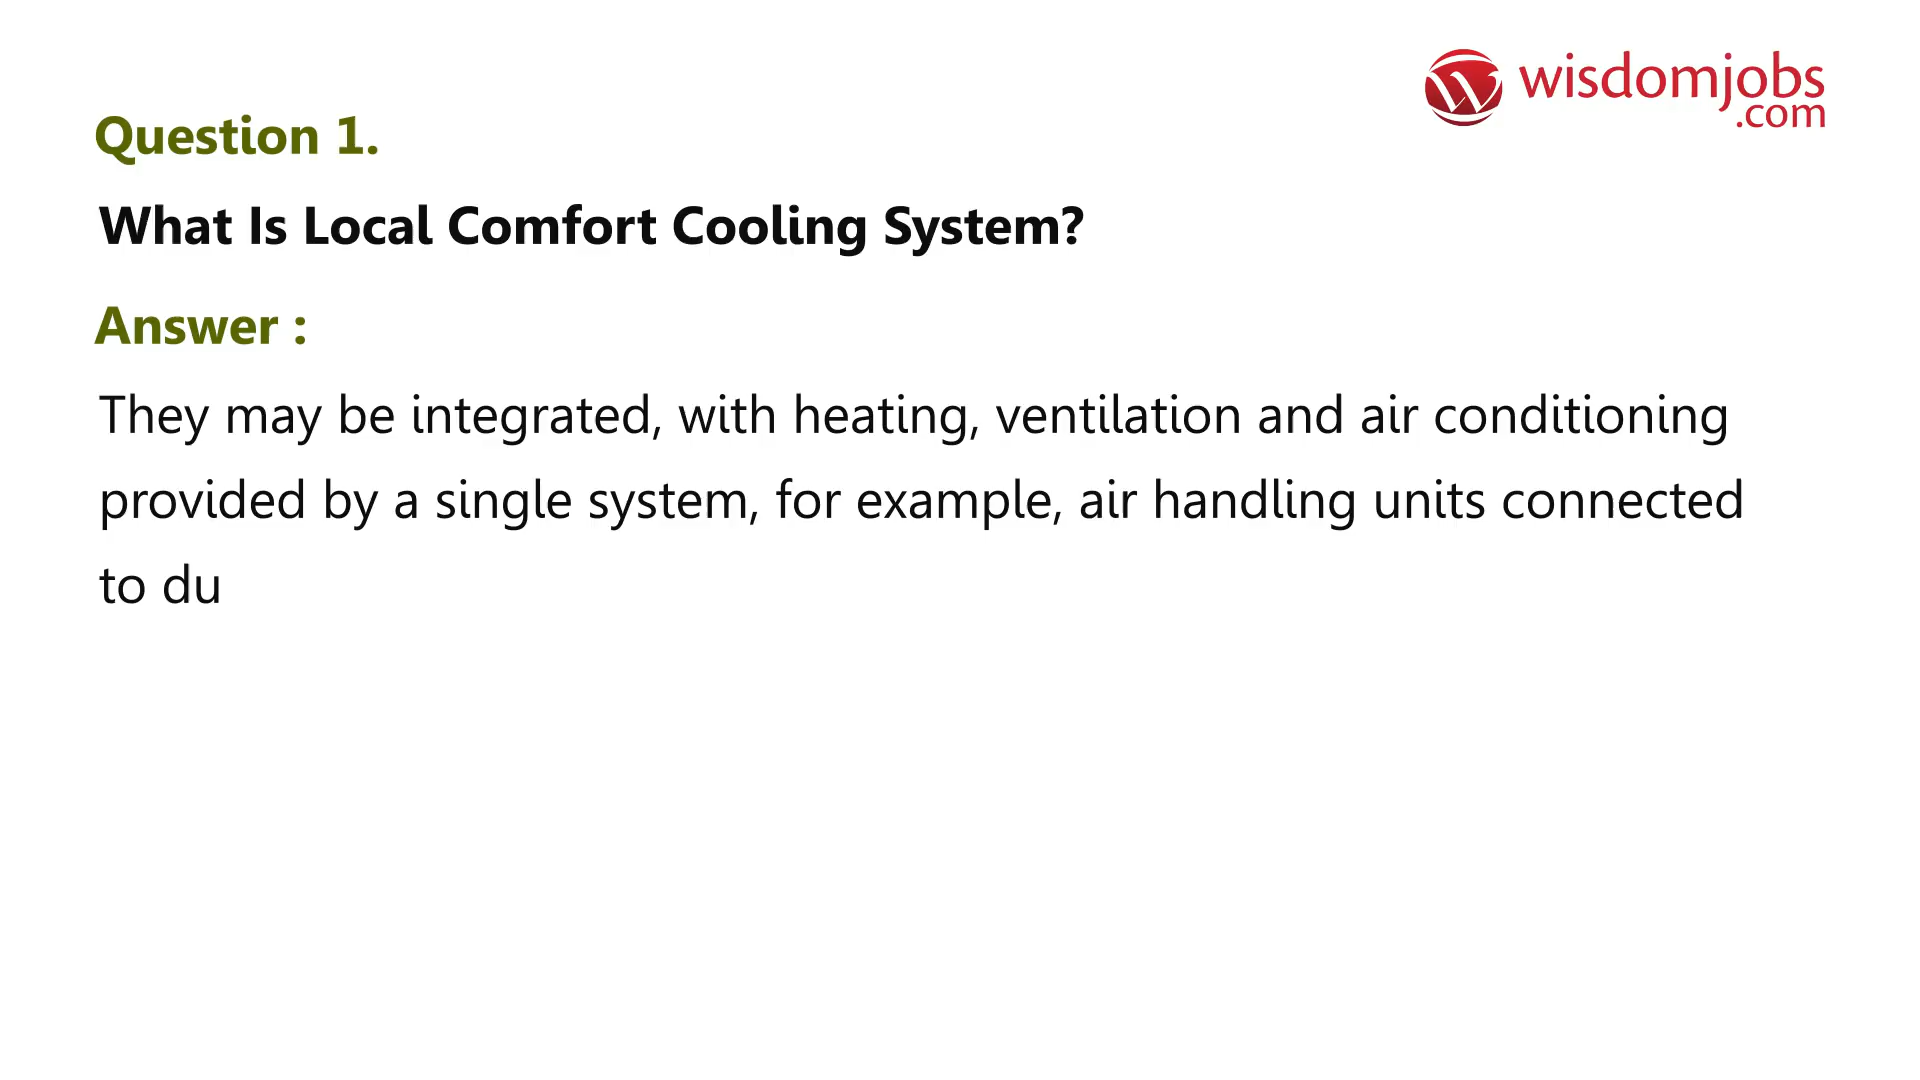 wisdomjobs
.com
Question 1.
What Is Local Comfort Cooling System?
Answer :
They may be integrated, with heating, ventilation and air conditioning
provided by a single system, for example, air handling units connected
to du